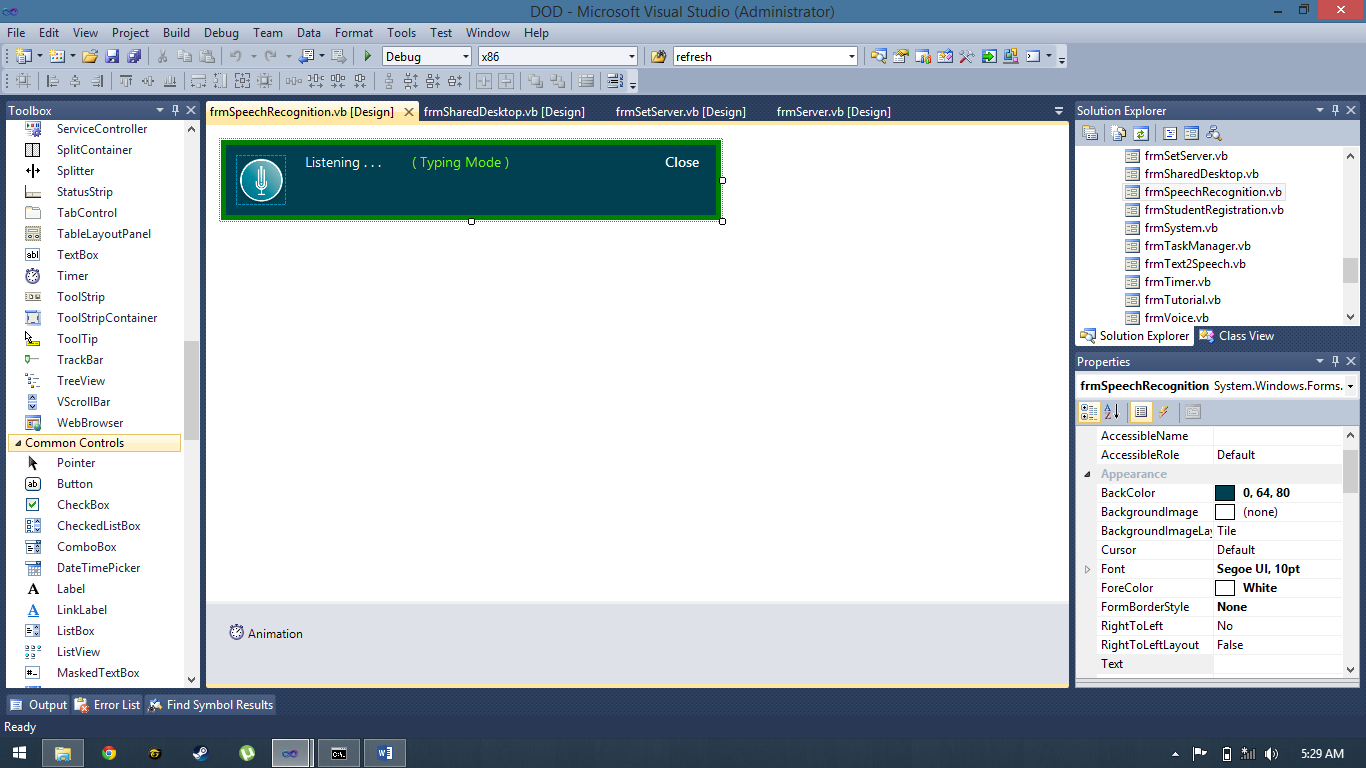 DOD - Microsoft Visual Studio (Administrator)
File Edit View Project Build Debug Team Data Format Tools Test Window Help
Debug x86 refresh
Toolbox
ServiceController
SplitContainer
Splitter
StatusStrip
TabControl
TableLayoutPanel
TextBox
Timer
ToolStrip
ToolStripContainer
ToolTip
TrackBar
TreeView
VScrollBar
WebBrowser
Common Controls
Pointer
Button
CheckBox
CheckedListBox
ComboBox
DateTimePicker
Label
LinkLabel
ListBox
ListView
MaskedTextBox
frmSpeechRecognition.vb [Design] frmSharedDesktop.vb [Design] frmSetServer.vb [Design] frmServer.vb [Design]
Listening . . . ( Typing Mode ) Close
Animation
Solution Explorer
frmSetServer.vb
frmSharedDesktop.vb
frmSpeechRecognition.vb
frmStudentRegistration.vb
frmSystem.vb
frmTaskManager.vb
frmText2Speech.vb
frmTimer.vb
frmTutorial.vb
frmVoice.vb
Solution Explorer Class View
Properties
frmSpeechRecognition System.Windows.Forms.
AccessibleName
AccessibleRole Default
Appearance
BackColor 0, 64, 80
BackgroundImage (none)
BackgroundImageLay Tile
Cursor Default
Font Segoe UI, 10pt
ForeColor White
FormBorderStyle None
RightToLeft No
RightToLeftLayout False
Text
Output Error List Find Symbol Results
Ready
5:29 AM